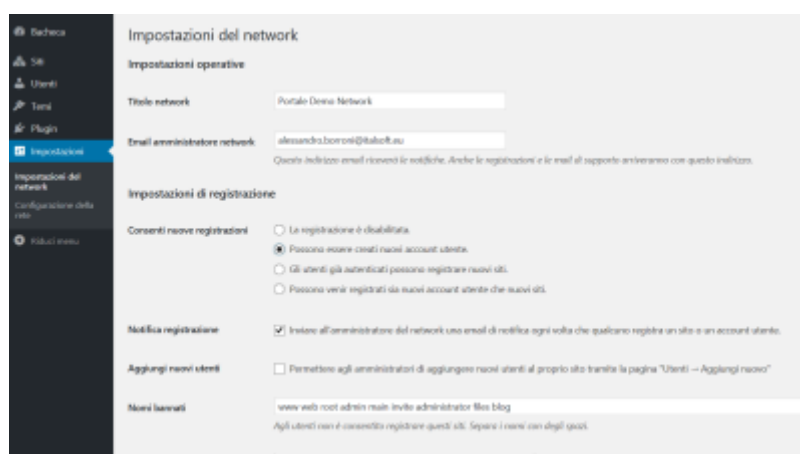 Bacheca
Siti
Utenti
Temi
Plugin
Impostazioni
Impostazioni del
network
Configurazione della
rete
Riduci menu
Impostazioni del network
Impostazioni operative
Titolo network
Portale Demo Network
Email amministratore network
alessandro.borroni@italsoft.eu
Questo indirizzo email riceverà le notifiche. Anche le registrazioni e le mail di supporto arriveranno con questo indirizzo.
Impostazioni di registrazione
Consenti nuove registrazioni
La registrazione è disabilitata.
Possono essere creati nuovi account utente.
Gli utenti già autenticati possono registrare nuovi siti.
Possono venir registrati sia nuovi account utente che nuovi siti.
Notifica registrazione
Inviare all'amministratore del network una email di notifica ogni volta che qualcuno registra un sito o un account utente.
Aggiungi nuovi utenti
Permettere agli amministratori di aggiungere nuovi utenti al proprio sito tramite la pagina "Utenti → Aggiungi nuovo"
Nomi bannati
www web root admin main invite administrator files blog
Agli utenti non è consentito registrare questi siti. Separa i nomi con degli spazi.